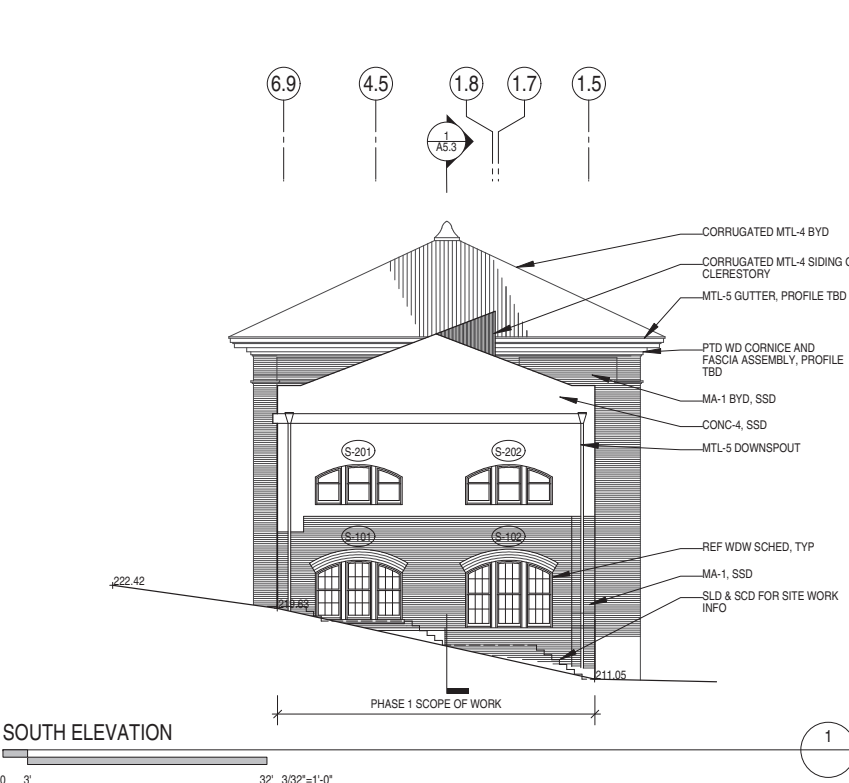 6.9
4.5
1.8
1.7
1.5
1
A5.3
CORRUGATED MTL-4 BYD
CORRUGATED MTL-4 SIDING
CLERESTORY
MTL-5 GUTTER, PROFILE TBD
PTD WD CORNICE AND
FASCIA ASSEMBLY, PROFILE
TBD
MA-1 BYD, SSD
CONC-4, SSD
MTL-5 DOWNSPOUT
S-201
S-202
S-101
S-102
REF WDW SCHED, TYP
MA-1, SSD
SLD & SCD FOR SITE WORK
INFO
222.42
211.05
PHASE 1 SCOPE OF WORK
SOUTH ELEVATION
1
0 3' 32' 3/32"=1'-0"